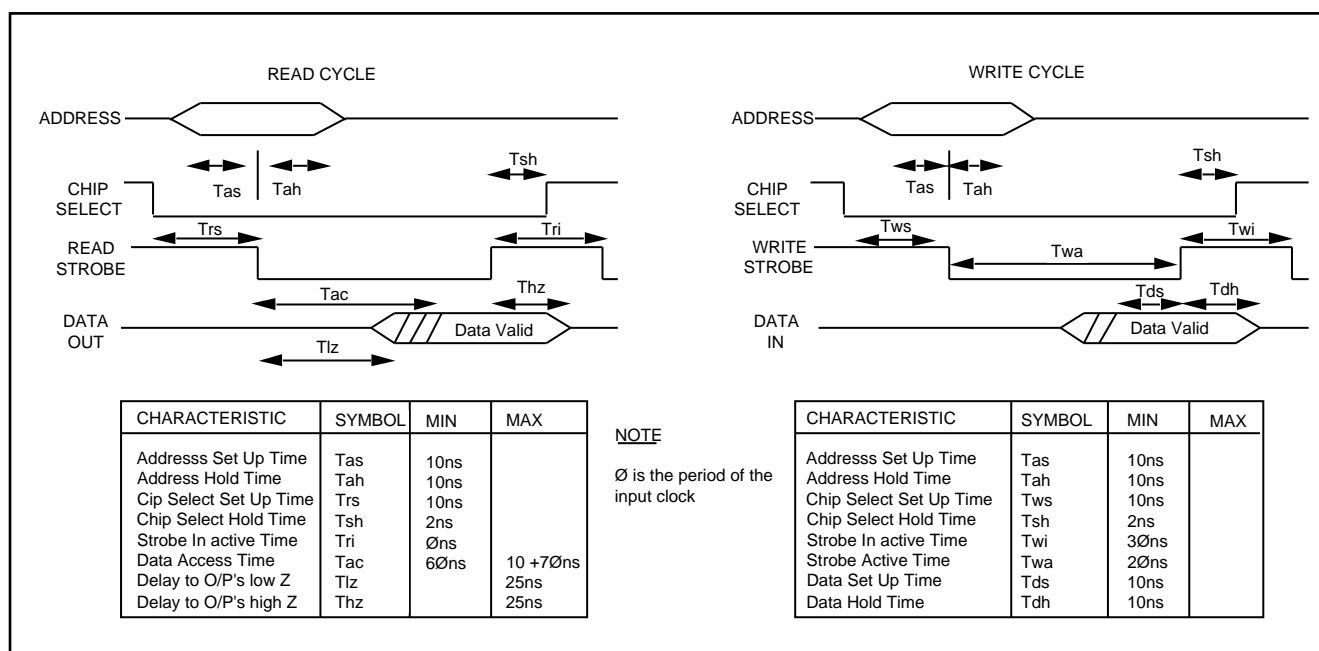 READ CYCLE
ADDRESS
Tas
Tah
Tsh
CHIP
SELECT
Trs
Tri
READ
STROBE
Tac
Thz
DATA
OUT
Data Valid
Tlz
WRITE CYCLE
ADDRESS
Tas
Tah
Tsh
CHIP
SELECT
Tws
Twi
WRITE
STROBE
Twa
Tds
Tdh
DATA
IN
Data Valid
CHARACTERISTIC SYMBOL MIN MAX
Addresss Set Up Time Tas 10ns
Address Hold Time Tah 10ns
Cip Select Set Up Time Trs 10ns
Chip Select Hold Time Tsh 2ns
Strobe In active Time Tri Øns
Data Access Time Tac 6Øns 10 +7Øns
Delay to O/P's low Z Tlz 25ns
Delay to O/P's high Z Thz 25ns
NOTE
Ø is the period of the
input clock
CHARACTERISTIC SYMBOL MIN MAX
Addresss Set Up Time Tas 10ns
Address Hold Time Tah 10ns
Chip Select Set Up Time Tws 10ns
Chip Select Hold Time Tsh 2ns
Strobe In active Time Twi 3Øns
Strobe Active Time Twa 2Øns
Data Set Up Time Tds 10ns
Data Hold Time Tdh 10ns